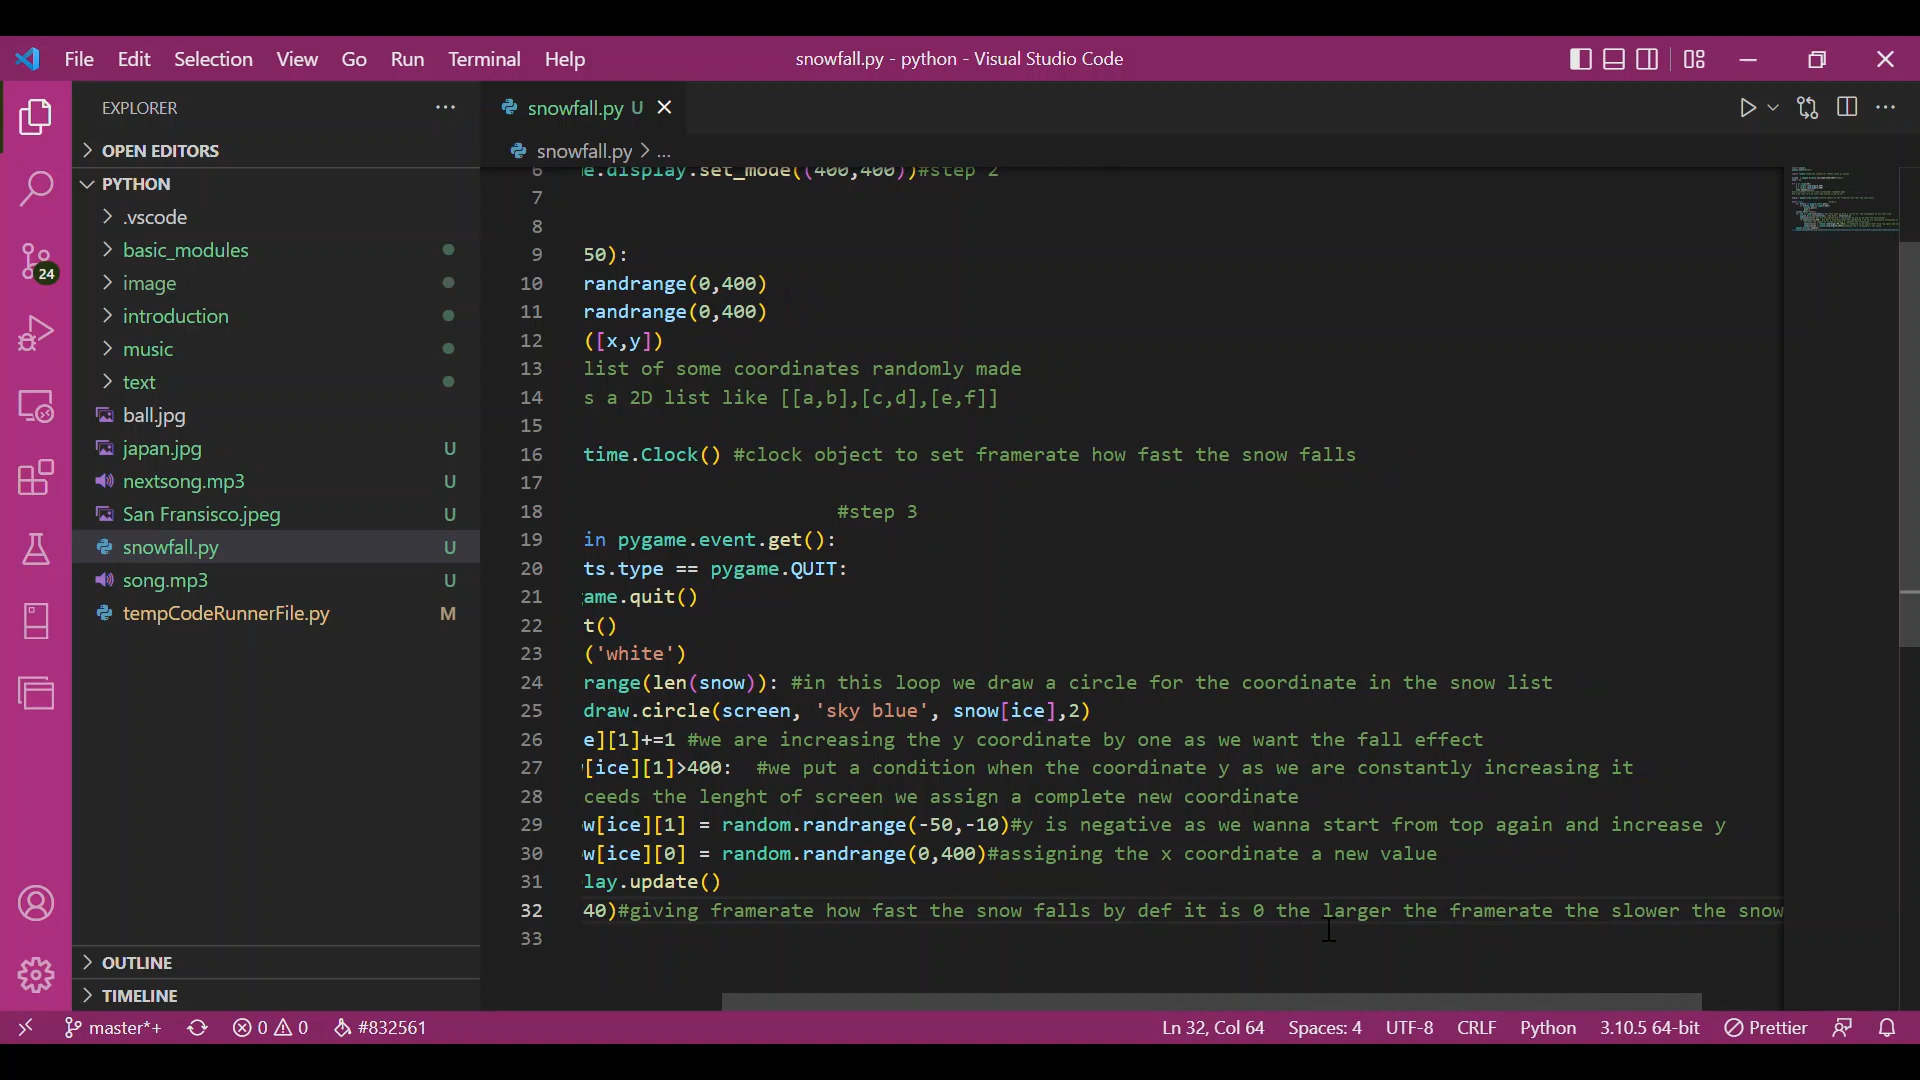 File Edit Selection View Go Run Terminal Help snowfall.py - python - Visual Studio Code
EXPLORER ...
snowfall.py U
OPEN EDITORS
snowfall.py > ...
PYTHON
.vscode
basic_modules
image
introduction
music
text
ball.jpg
japan.jpg U
nextsong.mp3 U
San Fransisco.jpeg U
snowfall.py U
song.mp3 U
tempCodeRunnerFile.py M
OUTLINE
TIMELINE
24
6 e.display.set_mode((400,400))#step 2
7
8
9 50):
10 randrange(0,400)
11 randrange(0,400)
12 ([x,y])
13 list of some coordinates randomly made
14 s a 2D list like [[a,b],[c,d],[e,f]]
15
16 time.Clock() #clock object to set framerate how fast the snow falls
17
18 #step 3
19 in pygame.event.get():
20 ts.type == pygame.QUIT:
21 ame.quit()
22 t()
23 ('white')
24 range(len(snow)): #in this loop we draw a circle for the coordinate in the snow list
25 draw.circle(screen, 'sky blue', snow[ice],2)
26 e][1]+=1 #we are increasing the y coordinate by one as we want the fall effect
27 [ice][1]>400: #we put a condition when the coordinate y as we are constantly increasing it
28 ceeds the lenght of screen we assign a complete new coordinate
29 w[ice][1] = random.randrange(-50,-10)#y is negative as we wanna start from top again and increase y
30 w[ice][0] = random.randrange(0,400)#assigning the x coordinate a new value
31 lay.update()
32 40)#giving framerate how fast the snow falls by def it is 0 the larger the framerate the slower the snow
33
master*+ 0 0 #832561 Ln 32, Col 64 Spaces: 4 UTF-8 CRLF Python 3.10.5 64-bit Prettier